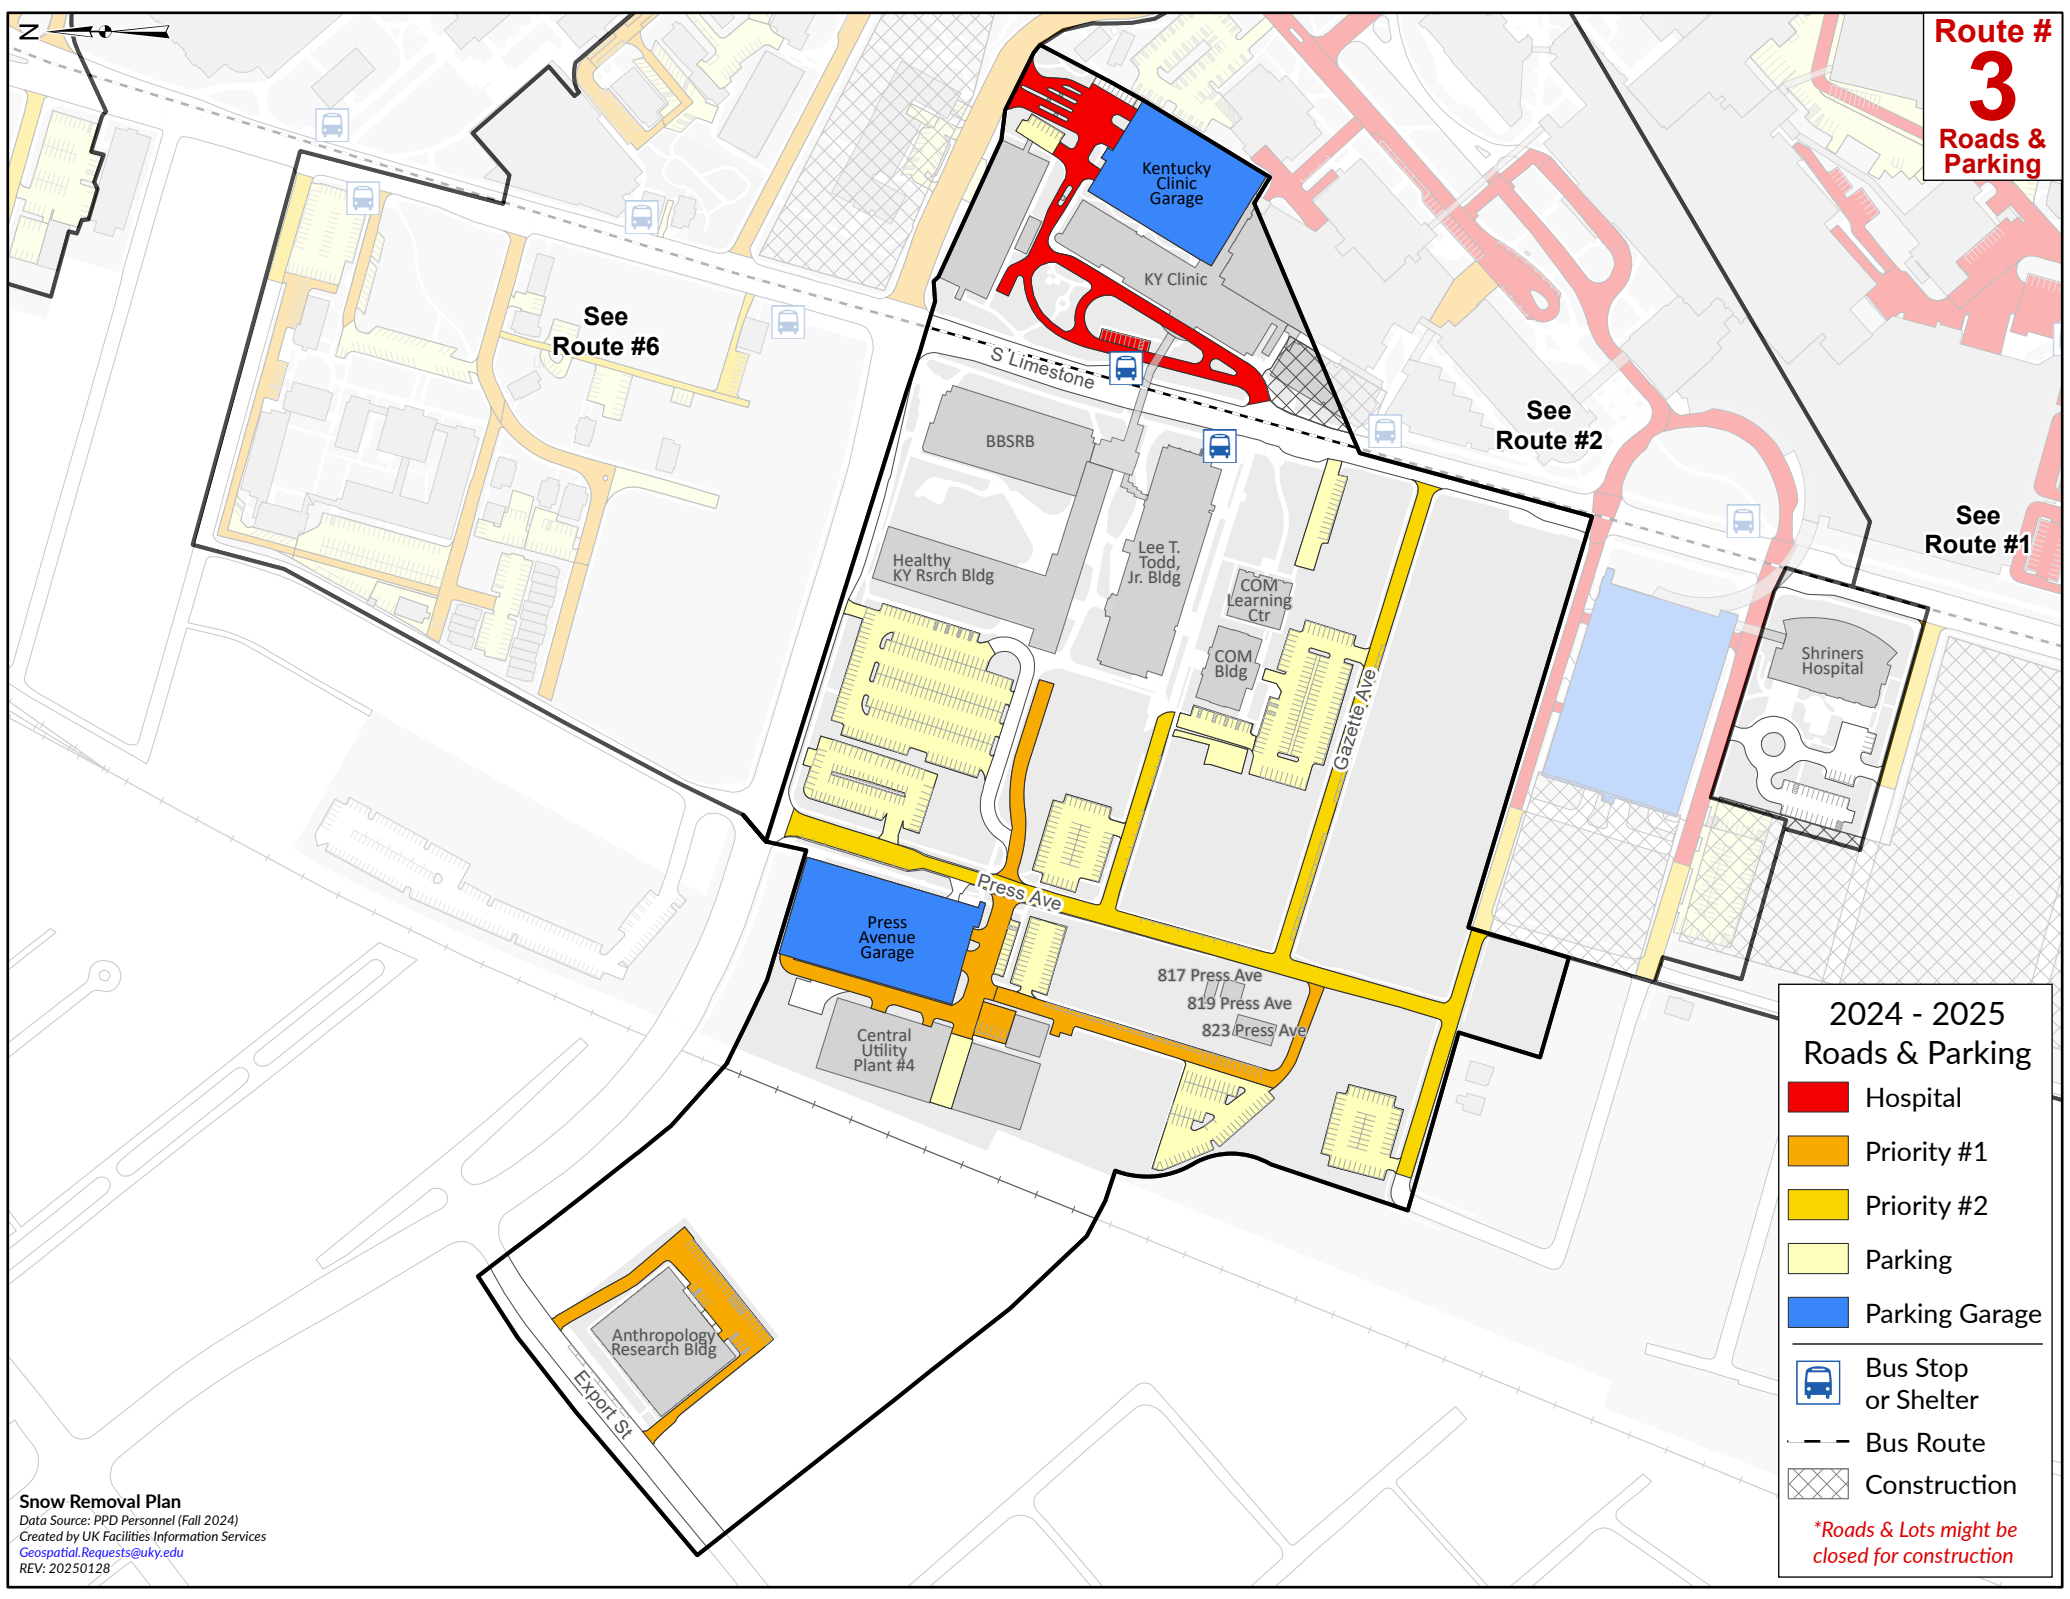 N
Route #
3
Roads &
Parking
Kentucky
Clinic
Garage
KY Clinic
See
Route #6
S Limestone
See
Route #2
BBSRB
See
Route #1
Lee T.
Todd,
Jr. Bldg
Healthy
KY Rsrch Bldg
COM
Learning
Ctr
COM
Bldg
Shriners
Hospital
Gazette Ave
Press Ave
Press
Avenue
Garage
817 Press Ave
819 Press Ave
823 Press Ave
Central
Utility
Plant #4
Anthropology
Research Bldg
Export St
2024 - 2025
Roads & Parking
Hospital
Priority #1
Priority #2
Parking
Parking Garage
Bus Stop
or Shelter
Bus Route
Construction
*Roads & Lots might be
closed for construction
Snow Removal Plan
Data Source: PPD Personnel (Fall 2024)
Created by UK Facilities Information Services
Geospatial.Requests@uky.edu
REV: 20250128